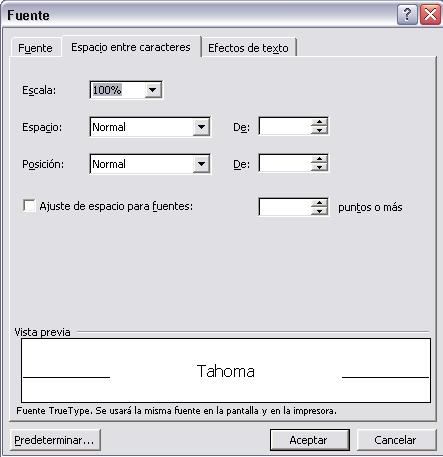 Fuente
Fuente Espacio entre caracteres Efectos de texto
Escala: 100%
Espacio: Normal De:
Posición: Normal De:
Ajuste de espacio para fuentes: puntos o más
Vista previa
Tahoma
Fuente TrueType. Se usará la misma fuente en la pantalla y en la impresora.
Predeterminar... Aceptar Cancelar